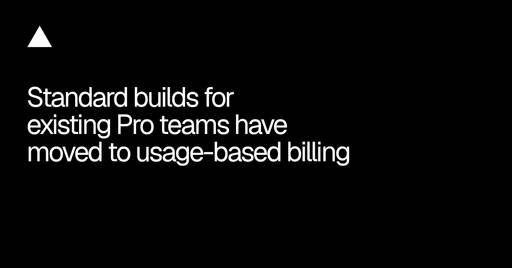 Standard builds for
existing Pro teams have
moved to usage-based billing